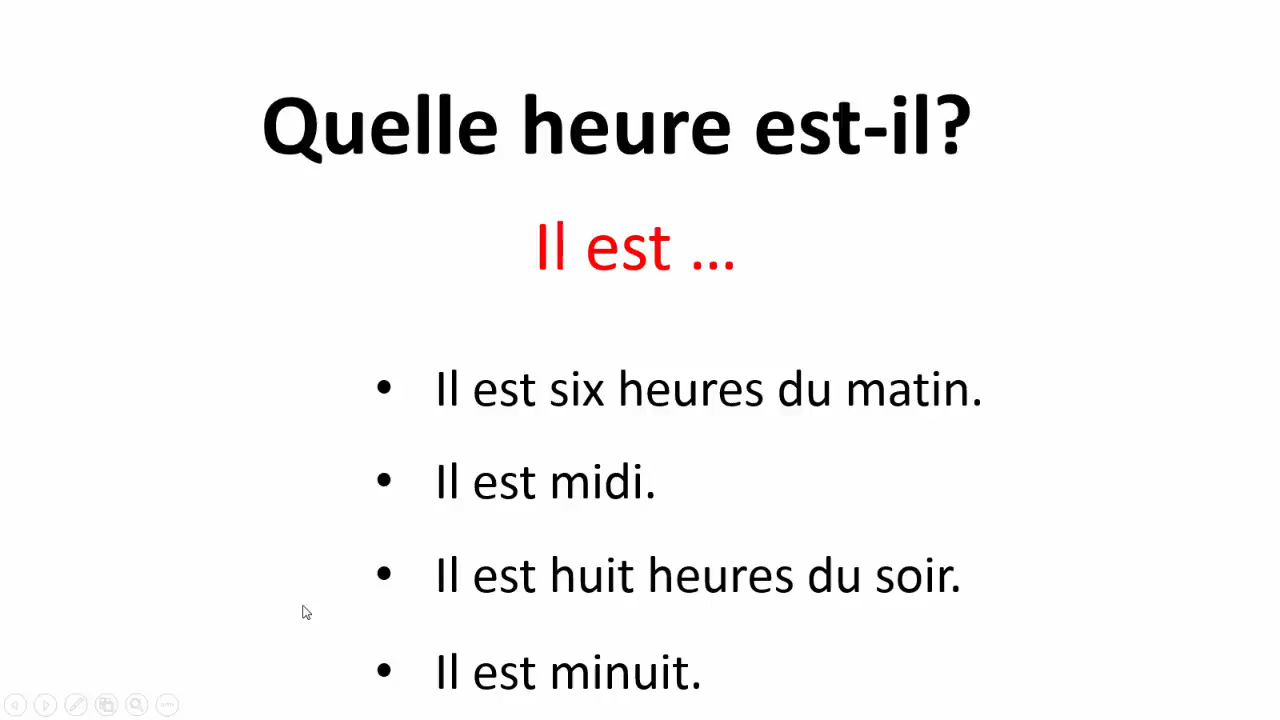 Quelle heure est-il?
Il est ...
• Il est six heures du matin.
• Il est midi.
• Il est huit heures du soir.
• Il est minuit.